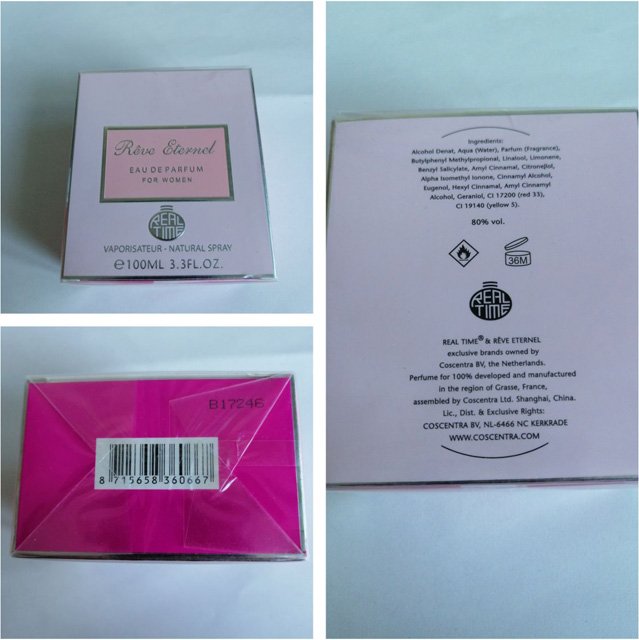 Rêve Eternel
EAU DE PARFUM
FOR WOMEN
REAL
TIME
VAPORISATEUR - NATURAL SPRAY
℮100ML 3.3FL.OZ.
B17246
8 715658 360667
Ingredients:
Alcohol Denat, Aqua (Water), Parfum (Fragrance),
Butylphenyl Methylpropional, Linalool, Limonene,
Benzyl Salicylate, Amyl Cinnamal, Citronellol,
Alpha Isomethyl Ionone, Cinnamyl Alcohol,
Eugenol, Hexyl Cinnamal, Amyl Cinnamyl
Alcohol, Geraniol, CI 17200 (red 33),
CI 19140 (yellow 5).
80% vol.
36M
REAL
TIME
REAL TIME® & RÊVE ETERNEL
exclusive brands owned by
Coscentra BV, the Netherlands.
Perfume for 100% developed and manufactured
in the region of Grasse, France,
assembled by Coscentra Ltd. Shanghai, China.
Lic., Dist. & Exclusive Rights:
COSCENTRA BV, NL-6466 NC KERKRADE
WWW.COSCENTRA.COM